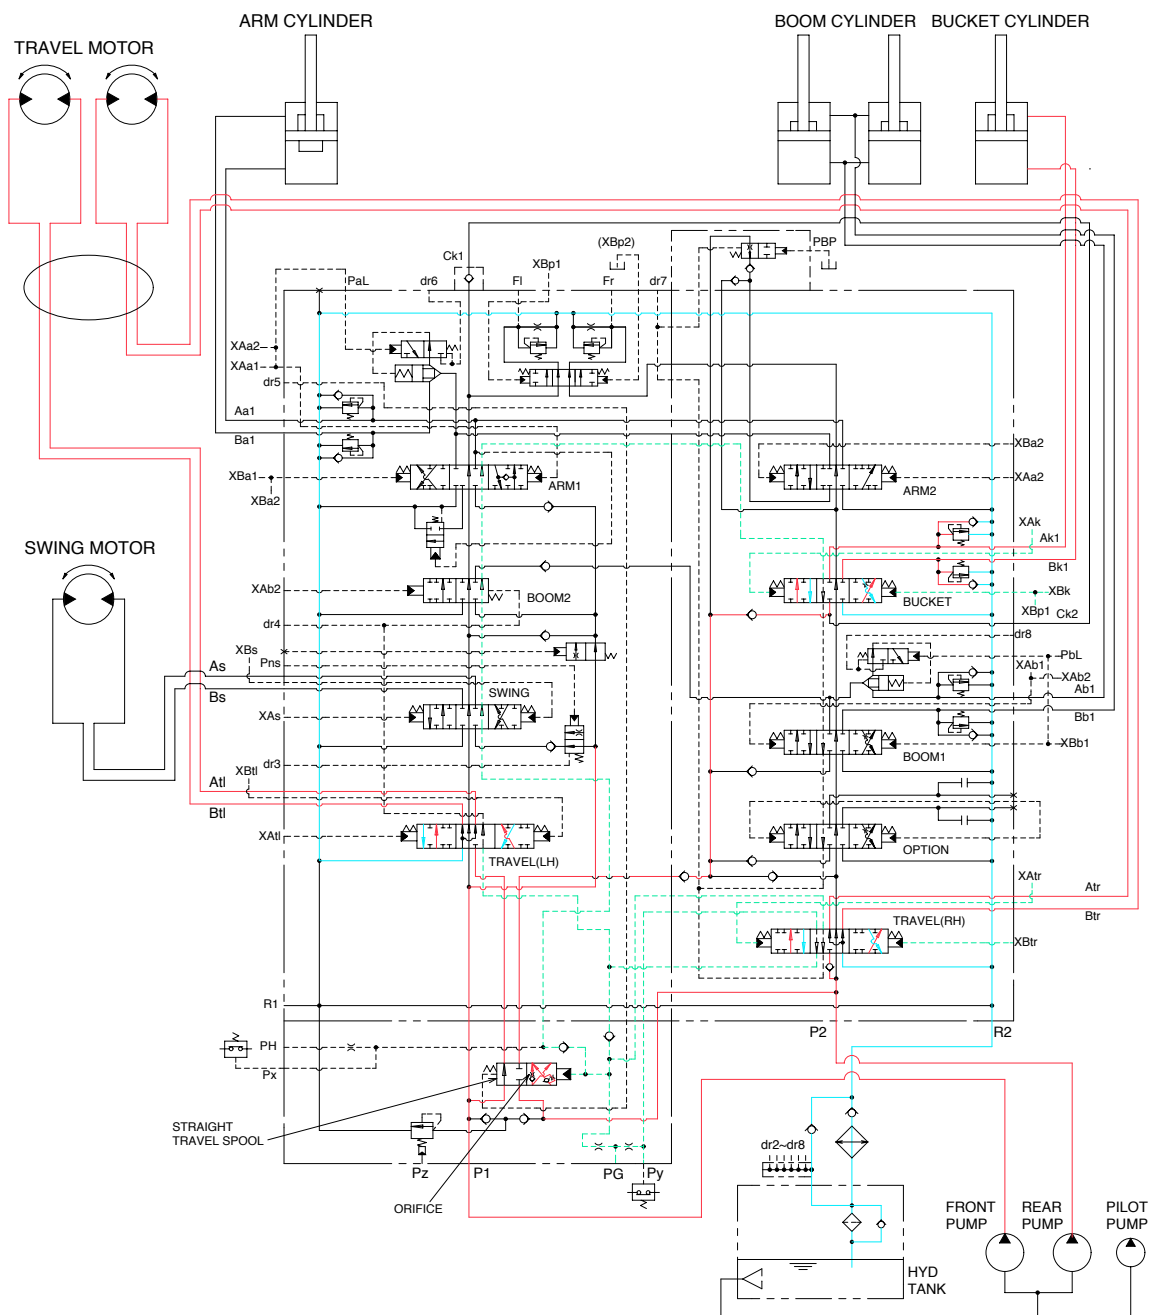 ARM CYLINDER
BOOM CYLINDER
BUCKET CYLINDER
TRAVEL MOTOR
Ck1
(XBp2)
PBP
XBp1
PaL
dr6
Fl
Fr
dr7
XAa2
XAa1
dr5
Aa1
Ba1
XBa2
XBa1
ARM1
ARM2
XAa2
XBa2
XAk
Ak1
SWING MOTOR
Bk1
XAb2
BOOM2
BUCKET
XBk
XBp1
Ck2
dr4
dr8
XBs
Pns
PbL
XAb1
XAb2
As
Bs
SWING
Ab1
XAs
Bb1
XBb1
BOOM1
dr3
XBtl
Atl
Btl
XAtl
TRAVEL(LH)
OPTION
XAtr
Atr
TRAVEL(RH)
Btr
XBtr
R1
P2
R2
PH
Px
STRAIGHT
TRAVEL SPOOL
dr2~dr8
Pz
P1
PG
Py
ORIFICE
FRONT
PUMP
REAR
PUMP
PILOT
PUMP
HYD
TANK